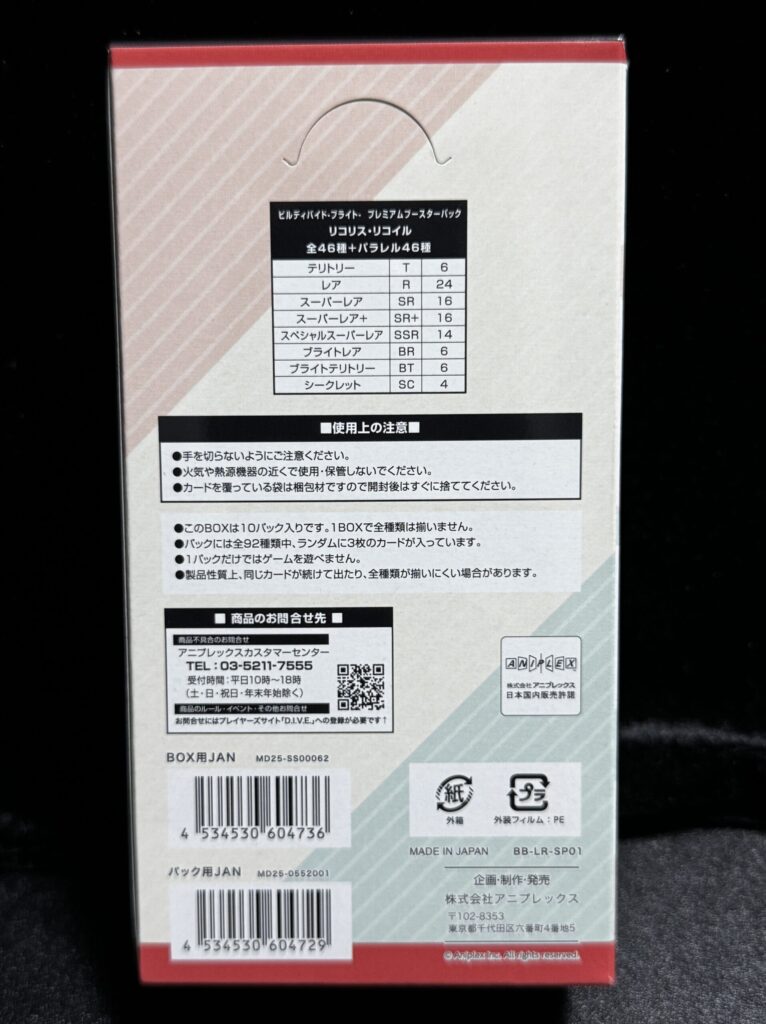 ビルディバイド-ブライト- プレミアムブースターパック
リコリス・リコイル
全46種+パラレル46種
テリトリー T 6
レア R 24
スーパーレア SR 16
スーパーレア+ SR+ 16
スペシャルスーパーレア SSR 14
ブライトレア BR 6
ブライトテリトリー BT 6
シークレット SC 4
■使用上の注意■
●手を切らないようにご注意ください。
●火気や熱源機器の近くで使用・保管しないでください。
●カードを覆っている袋は梱包材ですので開封後はすぐに捨ててください。
●このBOXは10パック入りです。1BOXで全種類は揃いません。
●パックには全92種類中、ランダムに3枚のカードが入っています。
●1パックだけではゲームを遊べません。
●製品性質上、同じカードが続けて出たり、全種類が揃いにくい場合があります。
■ 商品のお問合せ先 ■
商品不具合のお問合せ
アニプレックスカスタマーセンター
TEL:03-5211-7555
受付時間:平日10時～18時
(土・日・祝日・年末年始除く)
商品のルール・イベント・その他お問合せ
お問合せにはプレイヤーズサイト「D.I.V.E.」への登録が必要です↑
ANIPLEX
株式会社アニプレックス
日本国内販売許諾
BOX用JAN MD25-SS00062
4 534530 604736
パック用JAN MD25-0552001
4 534530 604729
紙
外箱
プラ
外装フィルム:PE
MADE IN JAPAN BB-LR-SP01
企画・制作・発売
株式会社アニプレックス
〒102-8353
東京都千代田区六番町4番地5
© Aniplex Inc. All rights reserved.